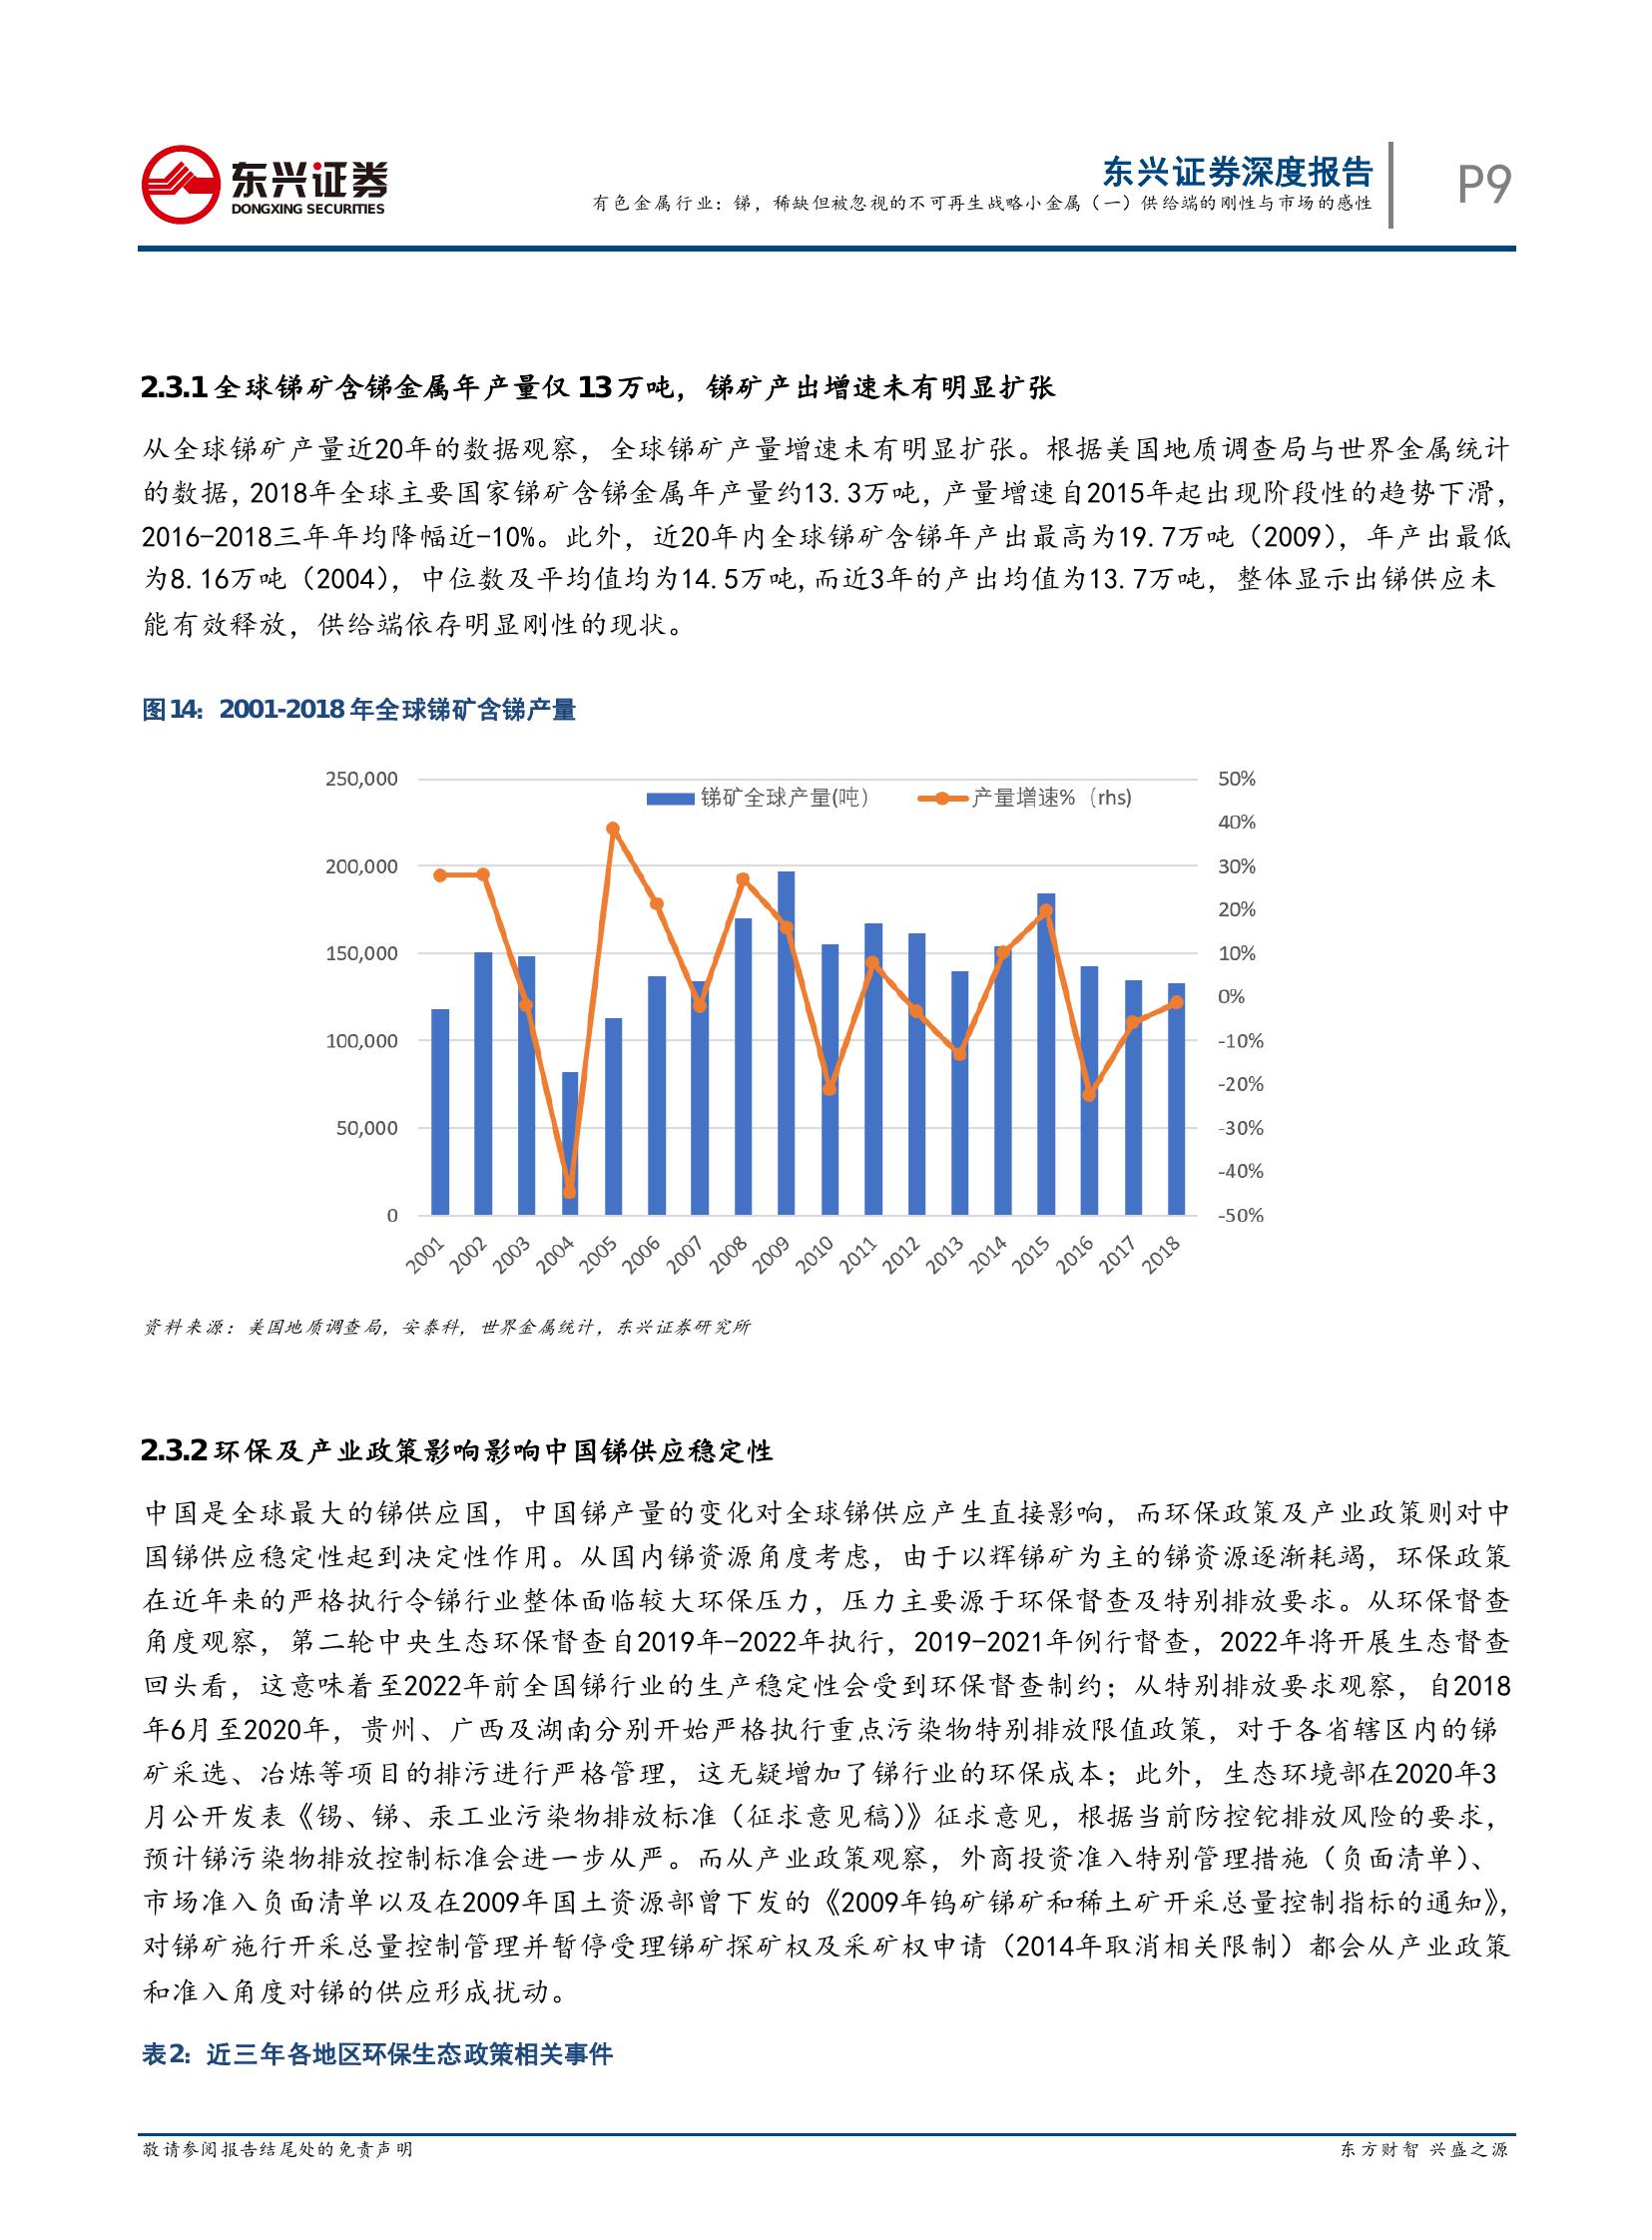 东兴证券
DONGXING SECURITIES
东兴证券深度报告
有色金属行业：锑，稀缺但被忽视的不可再生战略小金属（一）供给端的刚性与市场的感性
P9
2.3.1 全球锑矿含锑金属年产量仅 13 万吨，锑矿产出增速未有明显扩张
从全球锑矿产量近20年的数据观察，全球锑矿产量增速未有明显扩张。根据美国地质调查局与世界金属统计
的数据，2018年全球主要国家锑矿含锑金属年产量约13.3万吨，产量增速自2015年起出现阶段性的趋势下滑，
2016-2018三年年均降幅近-10%。此外，近20年内全球锑矿含锑年产出最高为19.7万吨（2009），年产出最低
为8.16万吨（2004），中位数及平均值均为14.5万吨,而近3年的产出均值为13.7万吨，整体显示出锑供应未
能有效释放，供给端依存明显刚性的现状。
图 14：2001-2018 年全球锑矿含锑产量
250,000
200,000
150,000
100,000
50,000
0
锑矿全球产量(吨）
产量增速%（rhs)
50%
40%
30%
20%
10%
0%
-10%
-20%
-30%
-40%
-50%
2001
2002
2003
2004
2005
2006
2007
2008
2009
2010
2011
2012
2013
2014
2015
2016
2017
2018
资料来源：美国地质调查局，安泰科，世界金属统计，东兴证券研究所
2.3.2 环保及产业政策影响影响中国锑供应稳定性
中国是全球最大的锑供应国，中国锑产量的变化对全球锑供应产生直接影响，而环保政策及产业政策则对中
国锑供应稳定性起到决定性作用。从国内锑资源角度考虑，由于以辉锑矿为主的锑资源逐渐耗竭，环保政策
在近年来的严格执行令锑行业整体面临较大环保压力，压力主要源于环保督查及特别排放要求。从环保督查
角度观察，第二轮中央生态环保督查自2019年-2022年执行，2019-2021年例行督查，2022年将开展生态督查
回头看，这意味着至2022年前全国锑行业的生产稳定性会受到环保督查制约；从特别排放要求观察，自2018
年6月至2020年，贵州、广西及湖南分别开始严格执行重点污染物特别排放限值政策，对于各省辖区内的锑
矿采选、冶炼等项目的排污进行严格管理，这无疑增加了锑行业的环保成本；此外，生态环境部在2020年3
月公开发表《锡、锑、汞工业污染物排放标准（征求意见稿）》征求意见，根据当前防控铊排放风险的要求，
预计锑污染物排放控制标准会进一步从严。而从产业政策观察，外商投资准入特别管理措施（负面清单）、
市场准入负面清单以及在2009年国土资源部曾下发的《2009年钨矿锑矿和稀土矿开采总量控制指标的通知》，
对锑矿施行开采总量控制管理并暂停受理锑矿探矿权及采矿权申请（2014年取消相关限制）都会从产业政策
和准入角度对锑的供应形成扰动。
表 2：近三年各地区环保生态政策相关事件
敬请参阅报告结尾处的免责声明
东方财智 兴盛之源